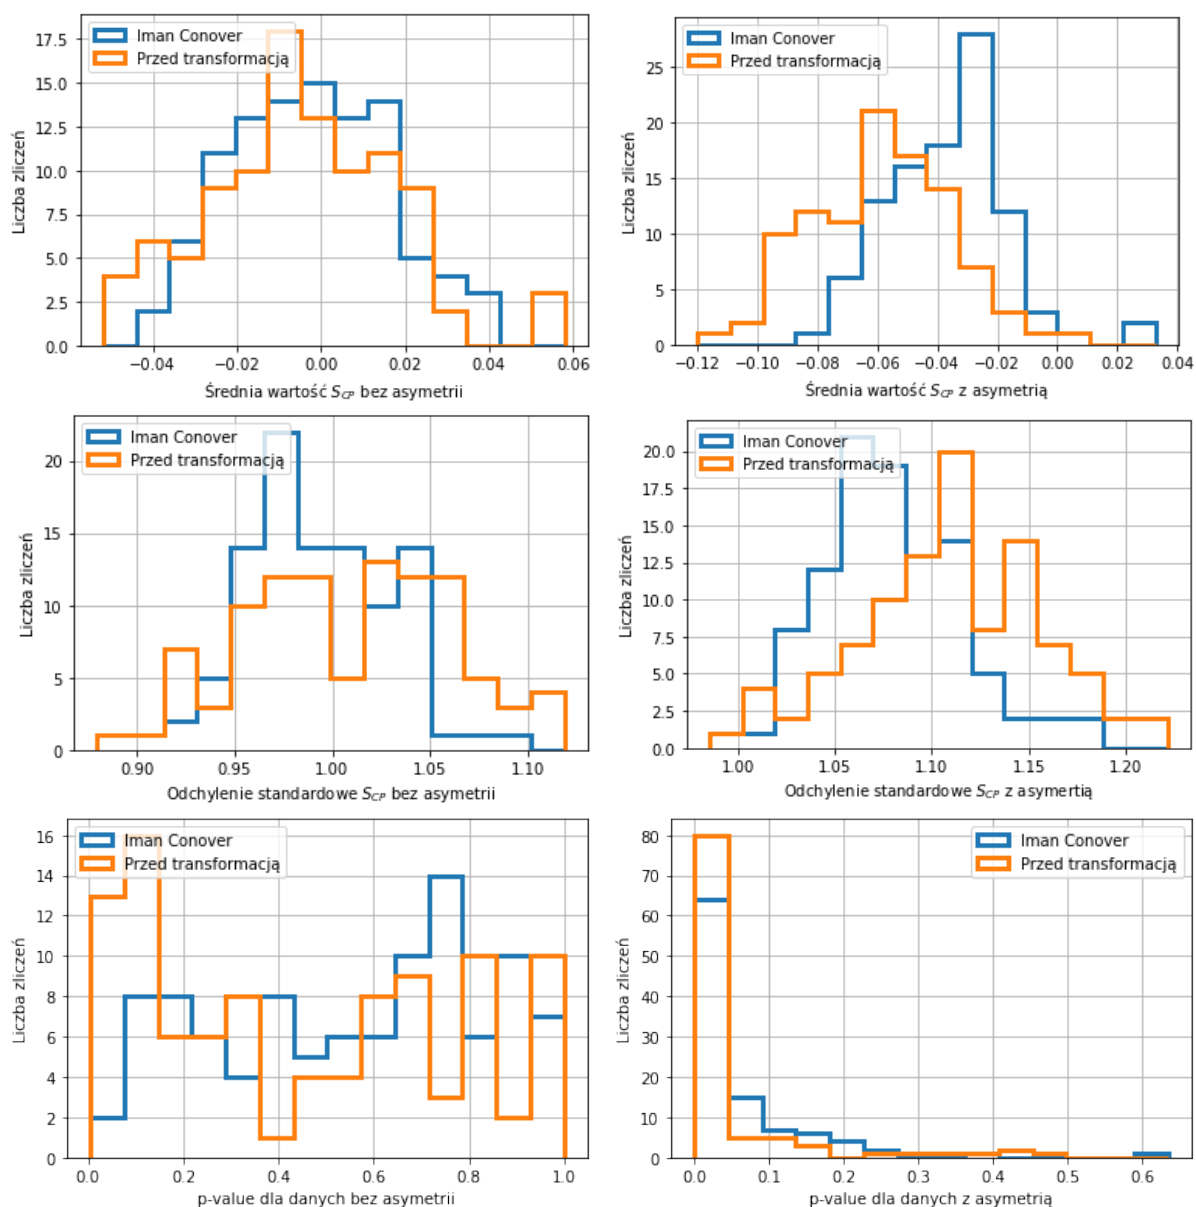 Iman Conover
Przed transformacją
17.5
15.0
12.5
10.0
7.5
5.0
2.5
0.0
Liczba zliczeń
−0.04 −0.02 0.00 0.02 0.04 0.06
Średnia wartość S_CP bez asymetrii
Iman Conover
Przed transformacją
25
20
15
10
5
0
Liczba zliczeń
−0.12 −0.10 −0.08 −0.06 −0.04 −0.02 0.00 0.02 0.04
Średnia wartość S_CP z asymetrią
Iman Conover
Przed transformacją
20
15
10
5
0
Liczba zliczeń
0.90 0.95 1.00 1.05 1.10
Odchylenie standardowe S_CP bez asymetrii
Iman Conover
Przed transformacją
20.0
17.5
15.0
12.5
10.0
7.5
5.0
2.5
0.0
Liczba zliczeń
1.00 1.05 1.10 1.15 1.20
Odchylenie standardowe S_CP z asymertią
Iman Conover
Przed transformacją
16
14
12
10
8
6
4
2
0
Liczba zliczeń
0.0 0.2 0.4 0.6 0.8 1.0
p-value dla danych bez asymetrii
Iman Conover
Przed transformacją
80
70
60
50
40
30
20
10
0
Liczba zliczeń
0.0 0.1 0.2 0.3 0.4 0.5 0.6
p-value dla danych z asymetrią